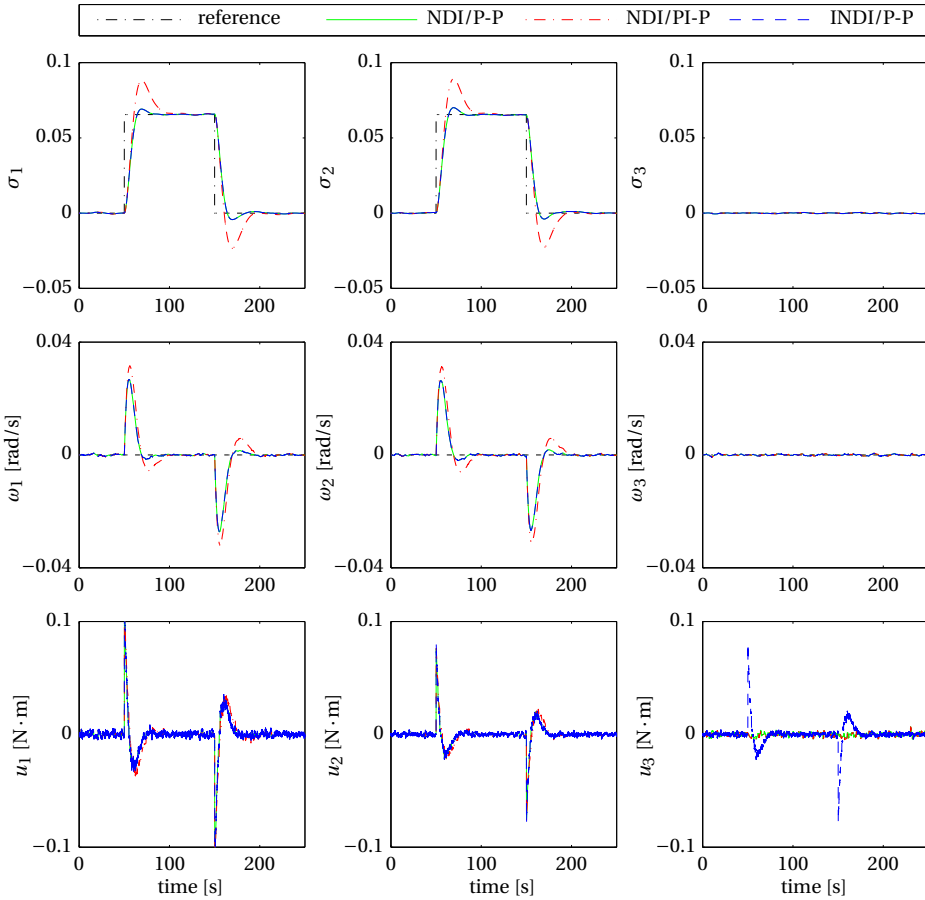 reference NDI/P-P NDI/PI-P INDI/P-P
0.1 0.1 0.1
0.05 0.05 0.05
0 0 0
−0.05 −0.05 −0.05
σ1 σ2 σ3
0 100 200 0 100 200 0 100 200
0.04 0.04 0.04
0 0 0
−0.04 −0.04 −0.04
ω1 [rad/s] ω2 [rad/s] ω3 [rad/s]
0 100 200 0 100 200 0 100 200
0.1 0.1 0.1
0 0 0
−0.1 −0.1 −0.1
u1 [N·m] u2 [N·m] u3 [N·m]
0 100 200 0 100 200 0 100 200
time [s] time [s] time [s]